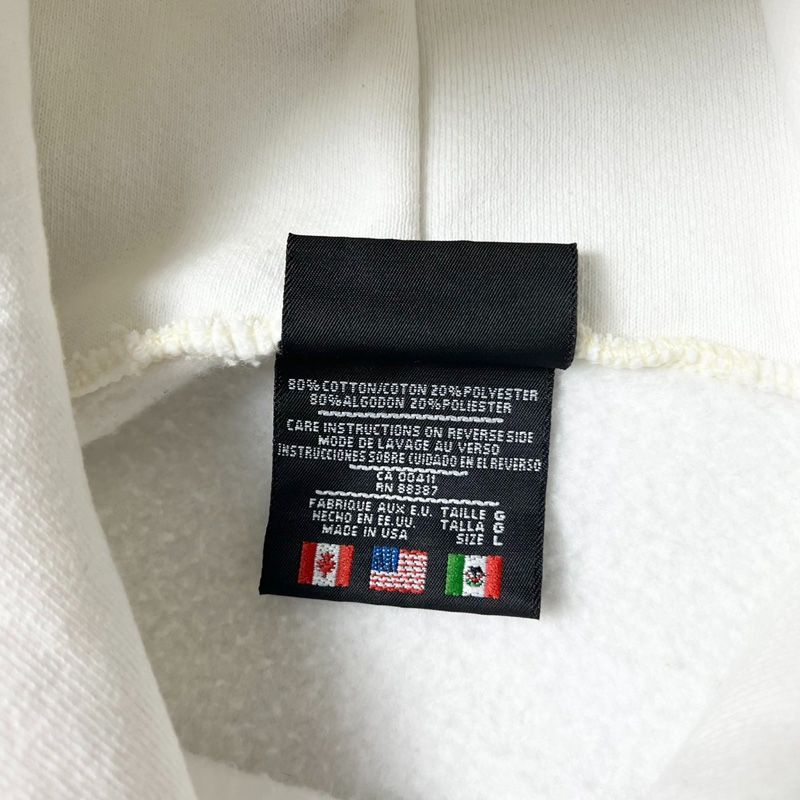 80% COTTON/COTON 20% POLYESTER
80% ALGODON 20% POLIESTER
CARE INSTRUCTIONS ON REVERSE SIDE
MODE DE LAVAGE AU VERSO
INSTRUCCIONES SOBRE CUIDADO EN EL REVERSO
CA 00411
RN 88387
FABRIQUE AUX E.U. TAILLE G
HECHO EN EE.UU. TALLA G
MADE IN USA SIZE L